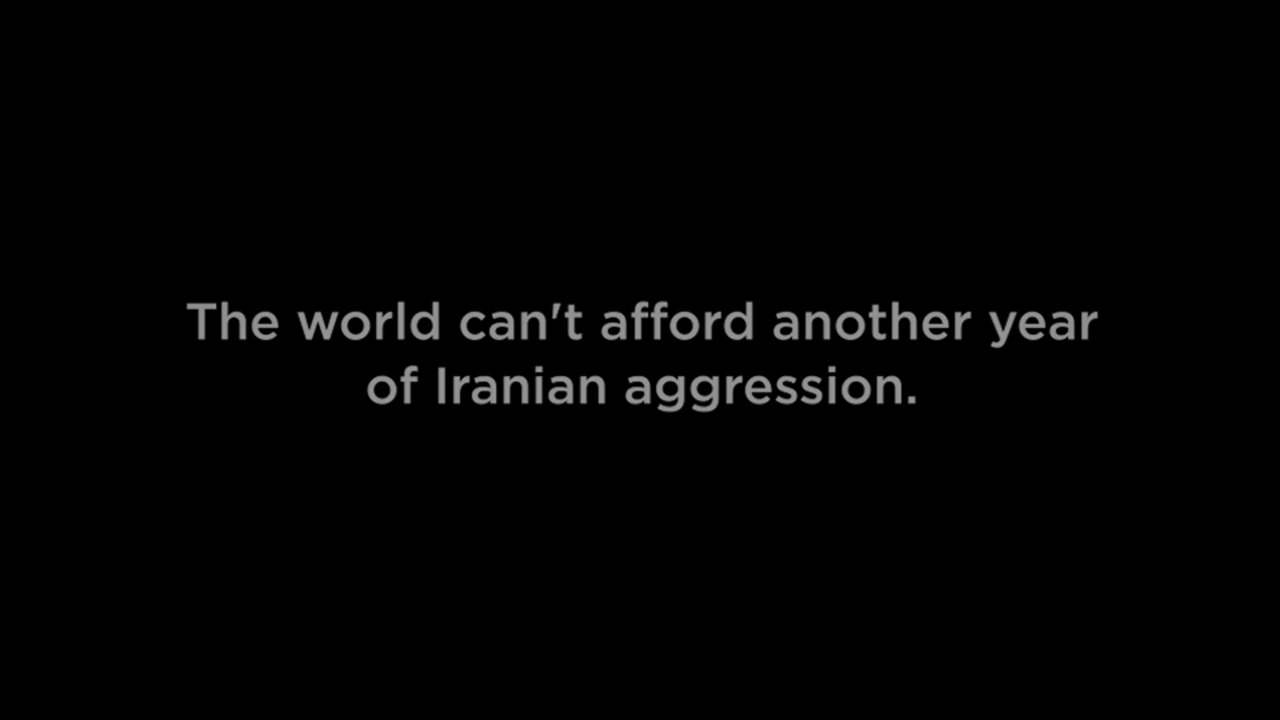 The world can't afford another year
of Iranian aggression.